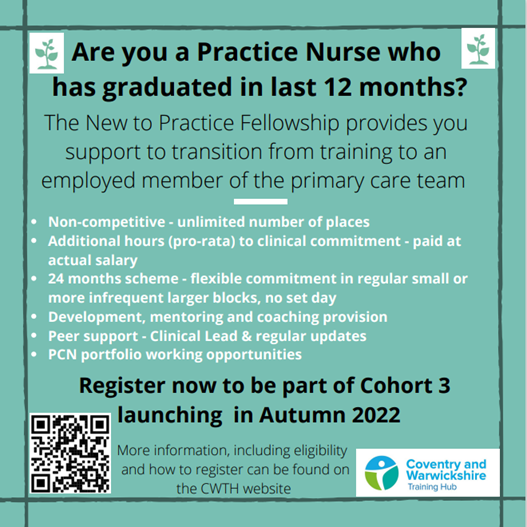 Are you a Practice Nurse who
has graduated in last 12 months?
The New to Practice Fellowship provides you
support to transition from training to an
employed member of the primary care team
• Non-competitive - unlimited number of places
• Additional hours (pro-rata) to clinical commitment - paid at
actual salary
• 24 months scheme - flexible commitment in regular small or
more infrequent larger blocks, no set day
• Development, mentoring and coaching provision
• Peer support - Clinical Lead & regular updates
• PCN portfolio working opportunities
Register now to be part of Cohort 3
launching in Autumn 2022
More information, including eligibility
and how to register can be found on
the CWTH website
Coventry and
Warwickshire
Training Hub